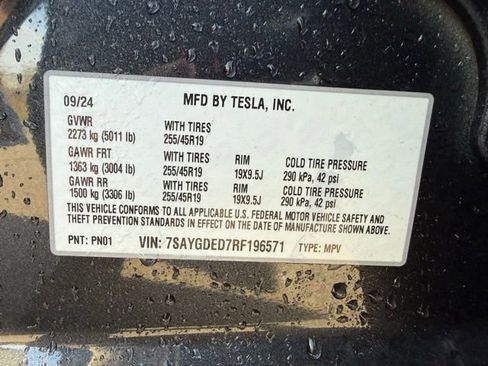 09/24 MFD BY TESLA, INC.
GVWR WITH TIRES
2273 kg (5011 lb) 255/45R19
GAWR FRT WITH TIRES RIM COLD TIRE PRESSURE
1363 kg (3004 lb) 255/45R19 19X9.5J 290 kPa, 42 psi
GAWR RR WITH TIRES RIM COLD TIRE PRESSURE
1500 kg (3306 lb) 255/45R19 19X9.5J 290 kPa, 42 psi
THIS VEHICLE CONFORMS TO ALL APPLICABLE U.S. FEDERAL MOTOR VEHICLE SAFETY AND
THEFT PREVENTION STANDARDS IN EFFECT ON THE DATE OF MANUFACTURE SHOWN ABOVE.
PNT: PN01 VIN: 7SAYGDED7RF196571 TYPE: MPV